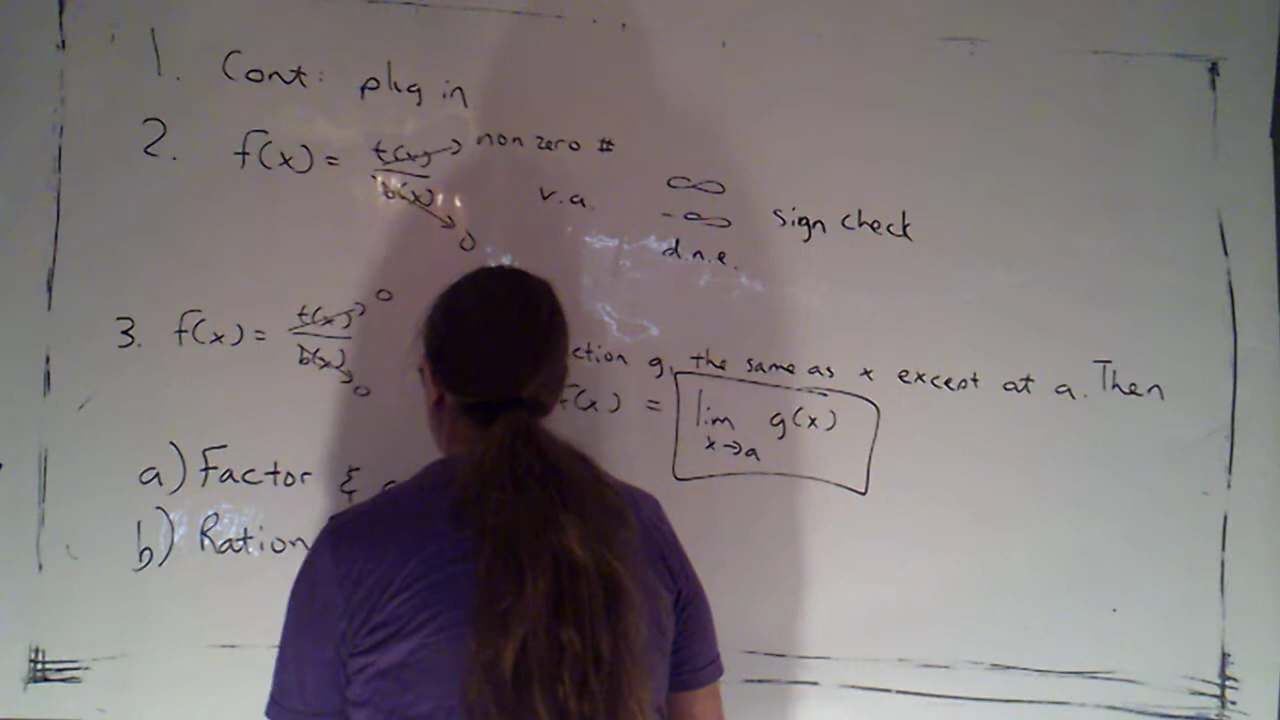 1. Cont: plug in
2. f(x) = t(x) → non zero #
b(x) → 0
v.a. ∞
-∞ sign check
d.n.e.
3. f(x) = t(x) → 0
b(x) → 0
ction g, the same as x except at a. Then
f(x) = lim g(x)
x→a
a) Factor &
b) Ration